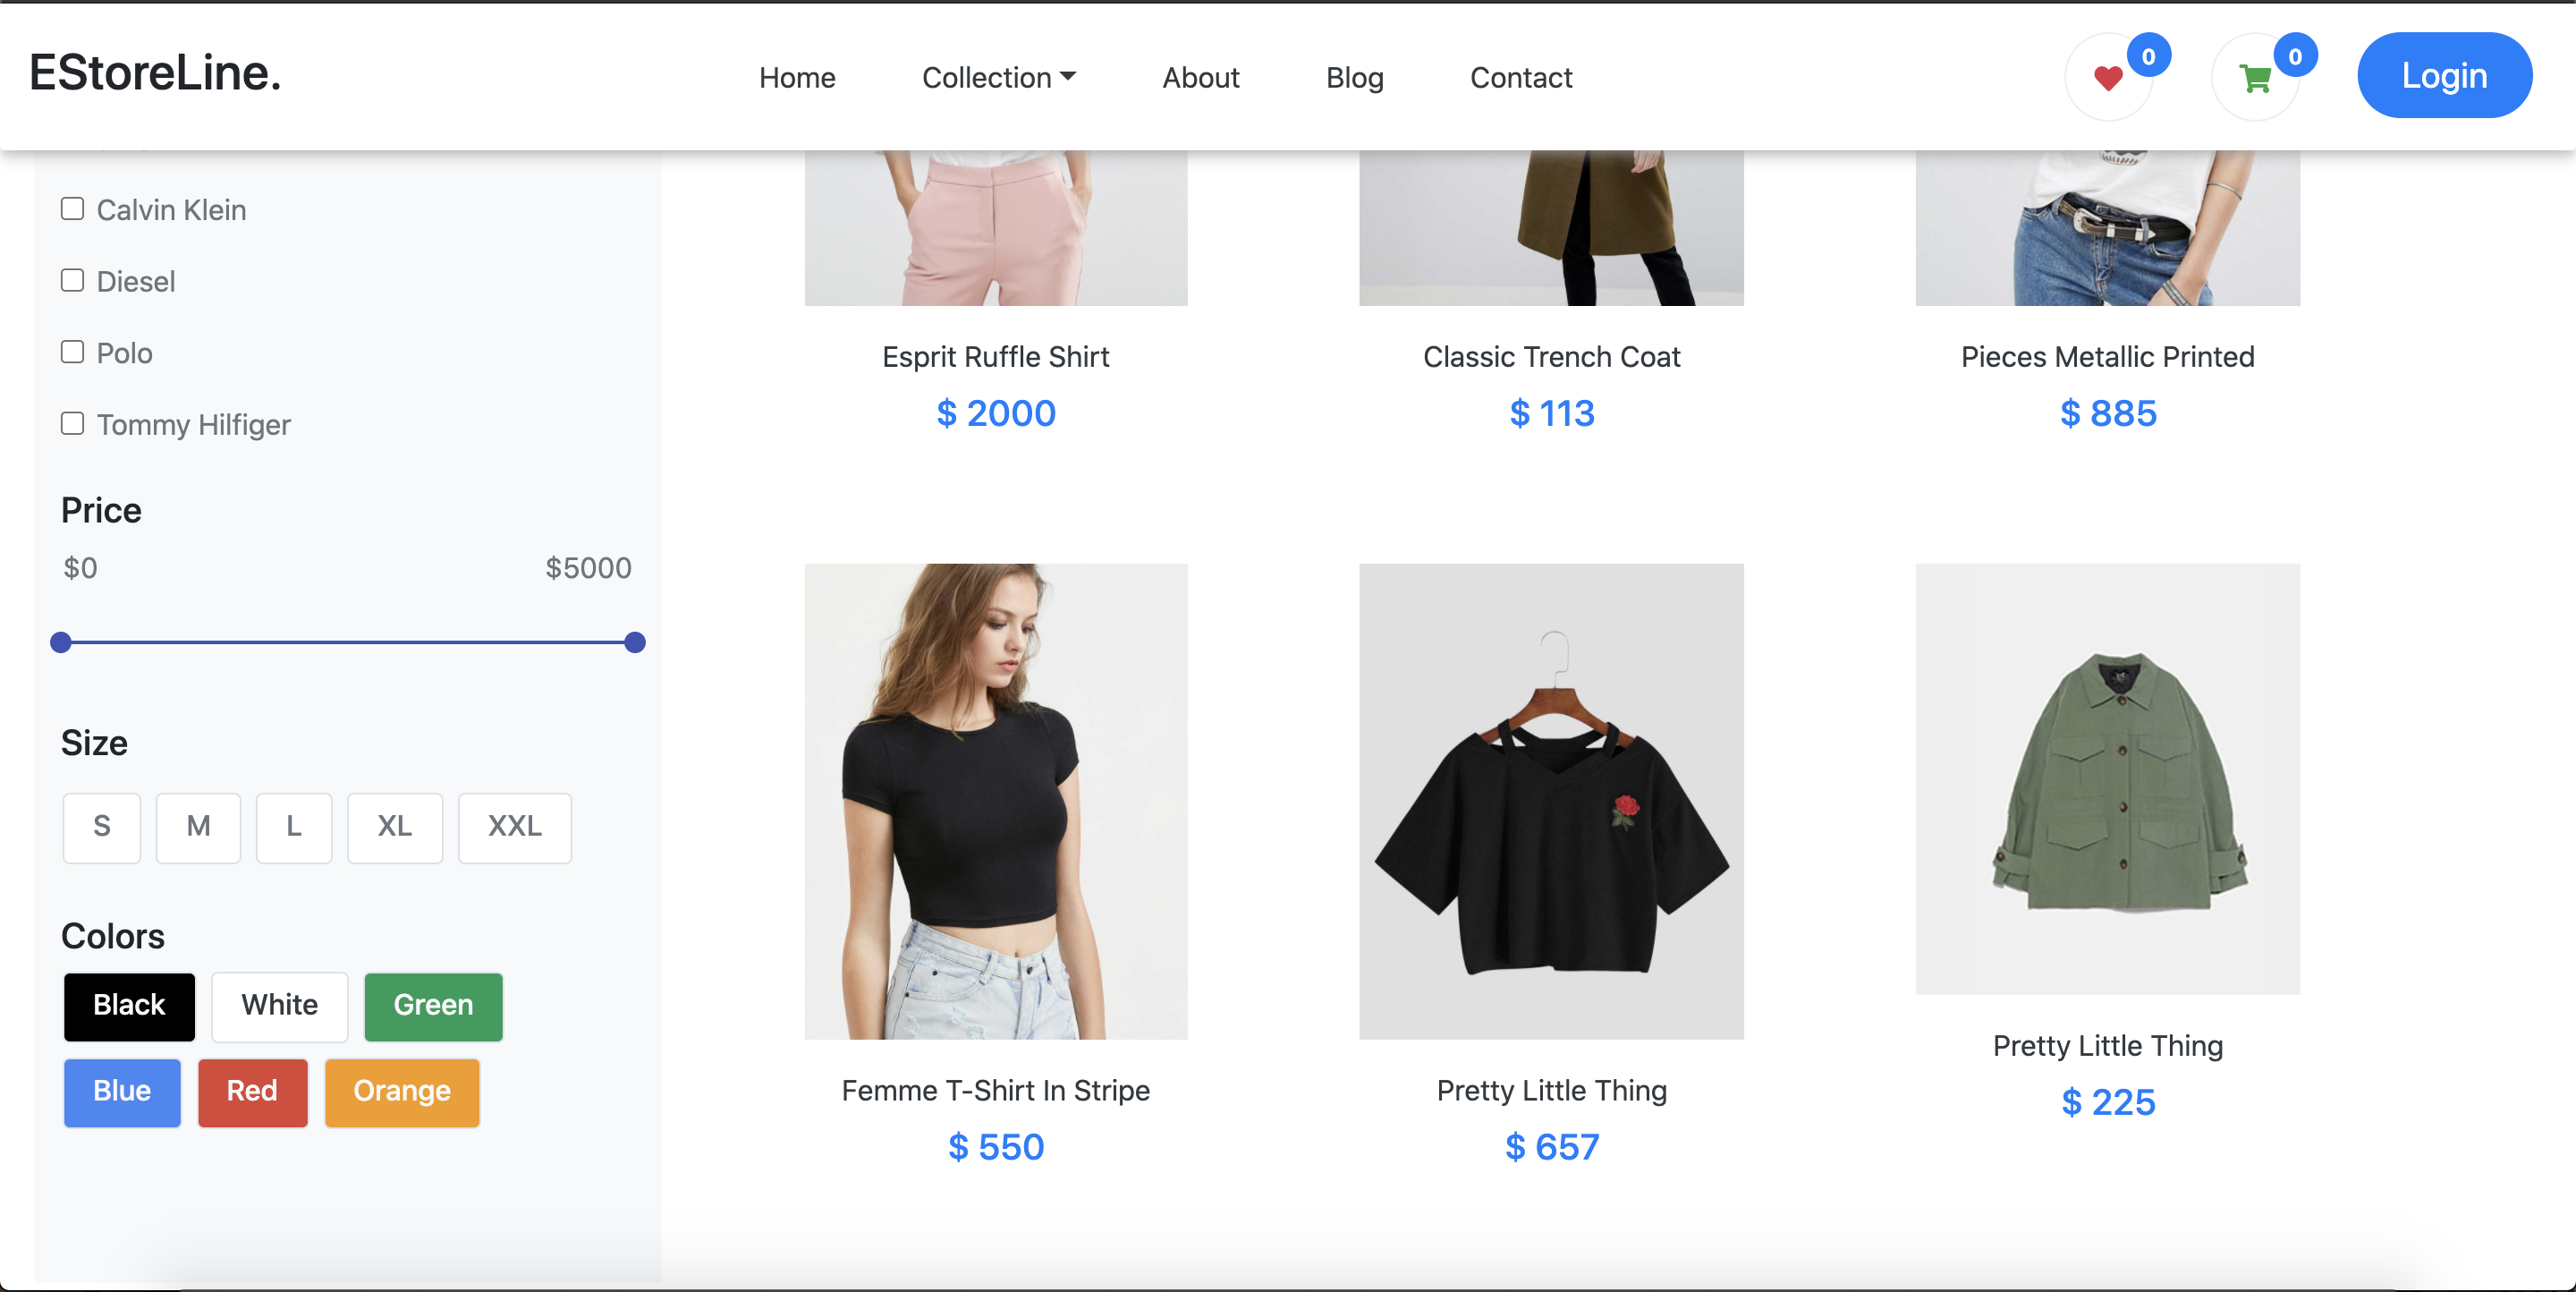 EStoreLine.
Home Collection About Blog Contact
0
0
Login
Calvin Klein
Diesel
Polo
Tommy Hilfiger
Price
$0 $5000
Size
S M L XL XXL
Colors
Black White Green
Blue Red Orange
Esprit Ruffle Shirt
$ 2000
Classic Trench Coat
$ 113
Pieces Metallic Printed
$ 885
Femme T-Shirt In Stripe
$ 550
Pretty Little Thing
$ 657
Pretty Little Thing
$ 225